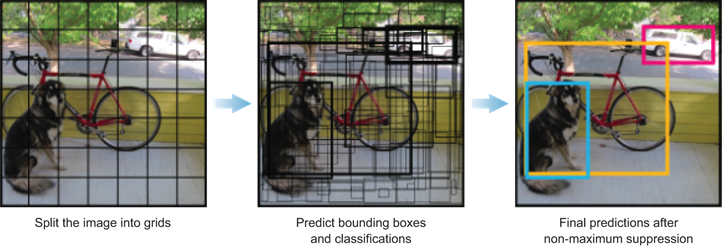 Split the image into grids
Predict bounding boxes
and classifications
Final predictions after
non-maximum suppression